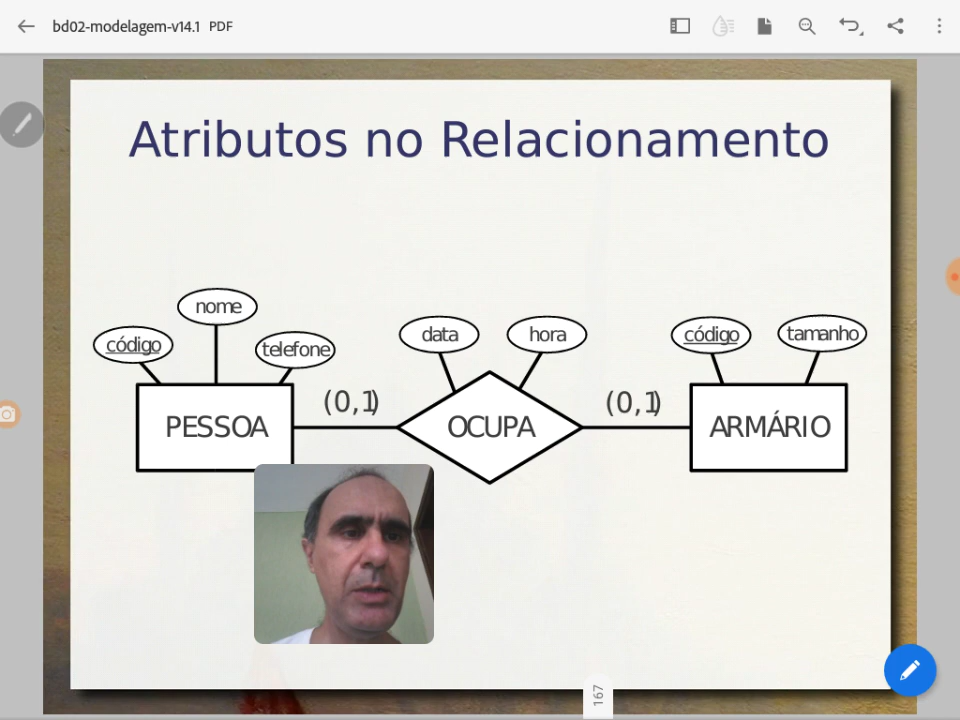 bd02-modelagem-v14.1 PDF
Atributos no Relacionamento
nome
código
telefone
data
hora
código
tamanho
PESSOA
(0,1)
OCUPA
(0,1)
ARMÁRIO
167